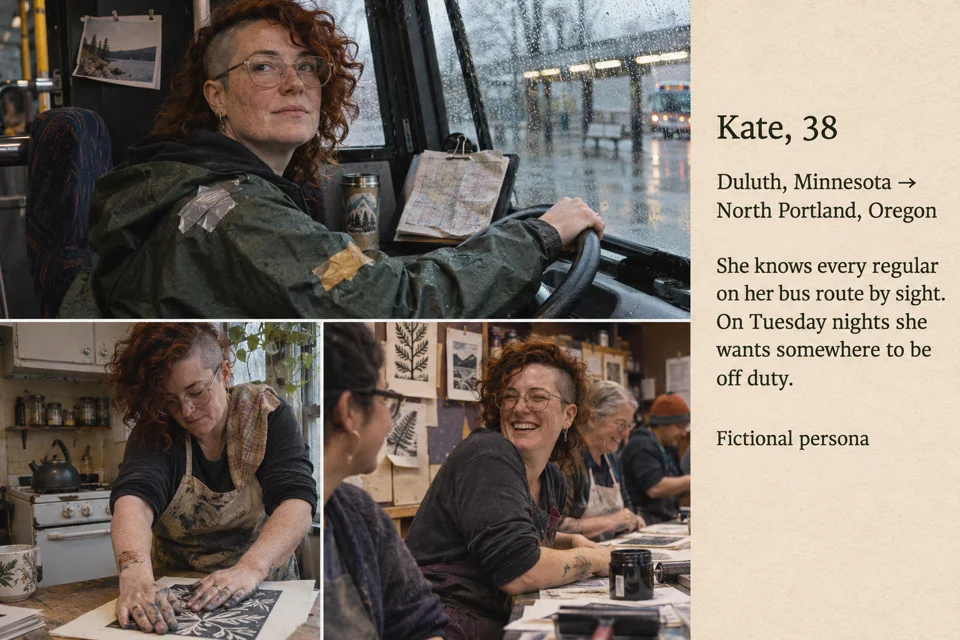 Kate, 38
Duluth, Minnesota →
North Portland, Oregon
She knows every regular
on her bus route by sight.
On Tuesday nights she
wants somewhere to be
off duty.
Fictional persona